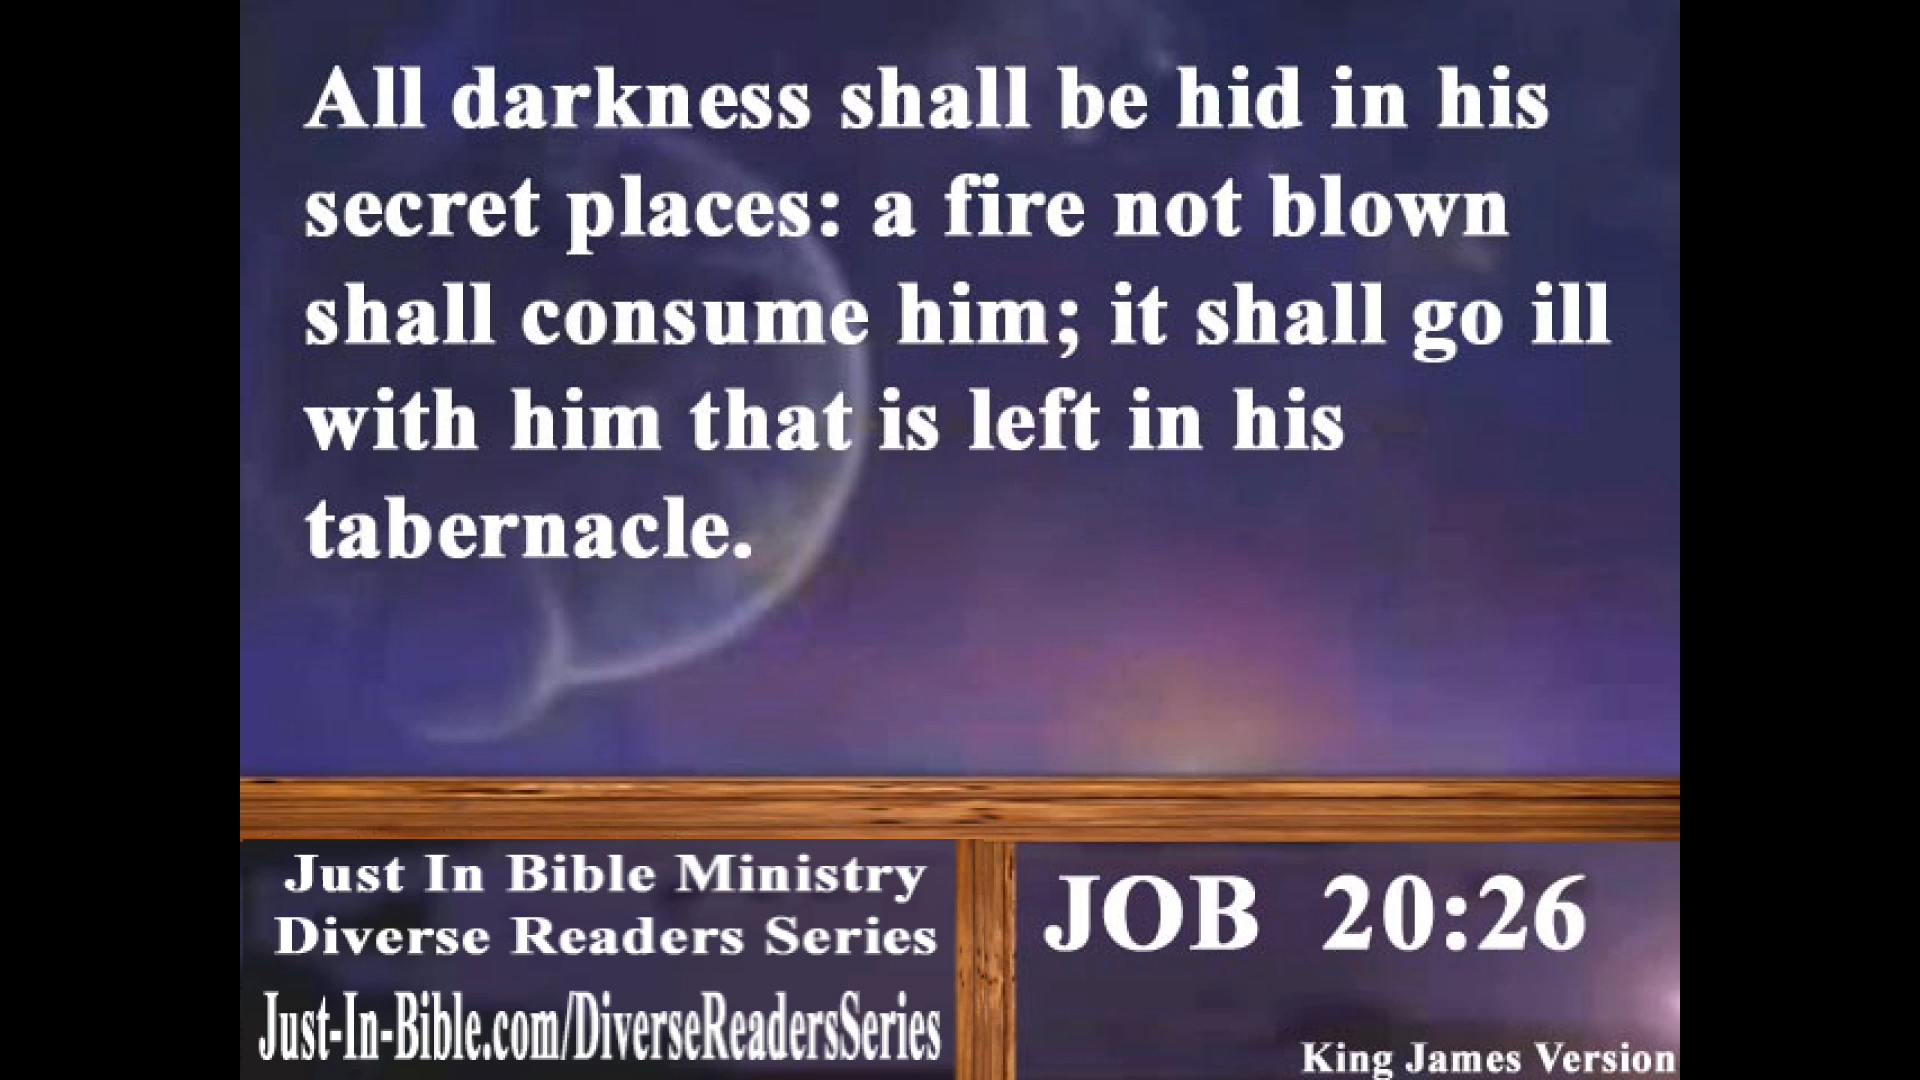 All darkness shall be hid in his
secret places: a fire not blown
shall consume him; it shall go ill
with him that is left in his
tabernacle.
Just In Bible Ministry
Diverse Readers Series
Just-In-Bible.com/DiverseReadersSeries
JOB 20:26
King James Version